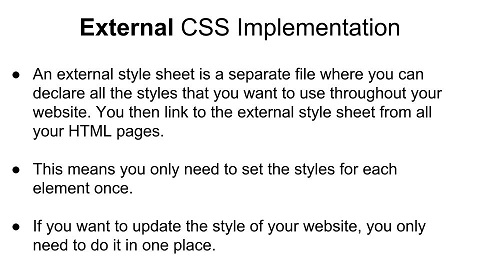 External CSS Implementation
● An external style sheet is a separate file where you can
declare all the styles that you want to use throughout your
website. You then link to the external style sheet from all
your HTML pages.
● This means you only need to set the styles for each
element once.
● If you want to update the style of your website, you only
need to do it in one place.